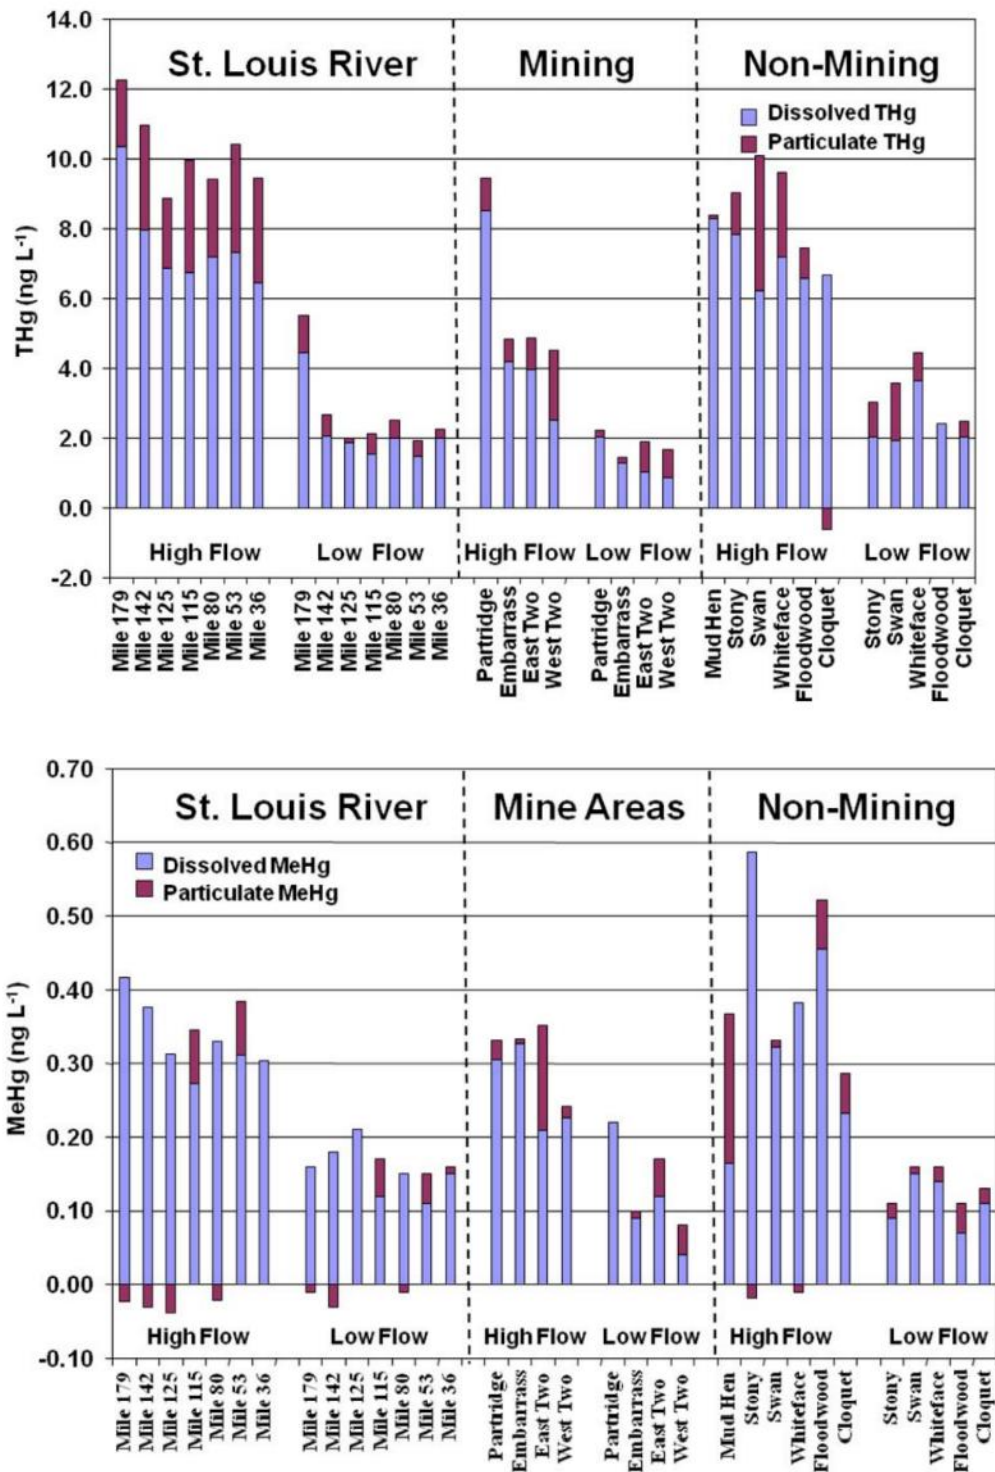 14.0
12.0
10.0
8.0
6.0
4.0
2.0
0.0
-2.0
THg (ng L⁻¹)
St. Louis River
Mining
Non-Mining
Dissolved THg
Particulate THg
High Flow
Low Flow
High Flow
Low Flow
High Flow
Low Flow
Mile 179
Mile 142
Mile 125
Mile 115
Mile 80
Mile 53
Mile 36
Mile 179
Mile 142
Mile 125
Mile 115
Mile 80
Mile 53
Mile 36
Partridge
Embarrass
East Two
West Two
Partridge
Embarrass
East Two
West Two
Mud Hen
Stony
Swan
Whiteface
Floodwood
Cloquet
Stony
Swan
Whiteface
Floodwood
Cloquet
0.70
0.60
0.50
0.40
0.30
0.20
0.10
0.00
-0.10
MeHg (ng L⁻¹)
St. Louis River
Mine Areas
Non-Mining
Dissolved MeHg
Particulate MeHg
High Flow
Low Flow
High Flow
Low Flow
High Flow
Low Flow
Mile 179
Mile 142
Mile 125
Mile 115
Mile 80
Mile 53
Mile 36
Mile 179
Mile 142
Mile 125
Mile 115
Mile 80
Mile 53
Mile 36
Partridge
Embarrass
East Two
West Two
Partridge
Embarrass
East Two
West Two
Mud Hen
Stony
Swan
Whiteface
Floodwood
Cloquet
Stony
Swan
Whiteface
Floodwood
Cloquet